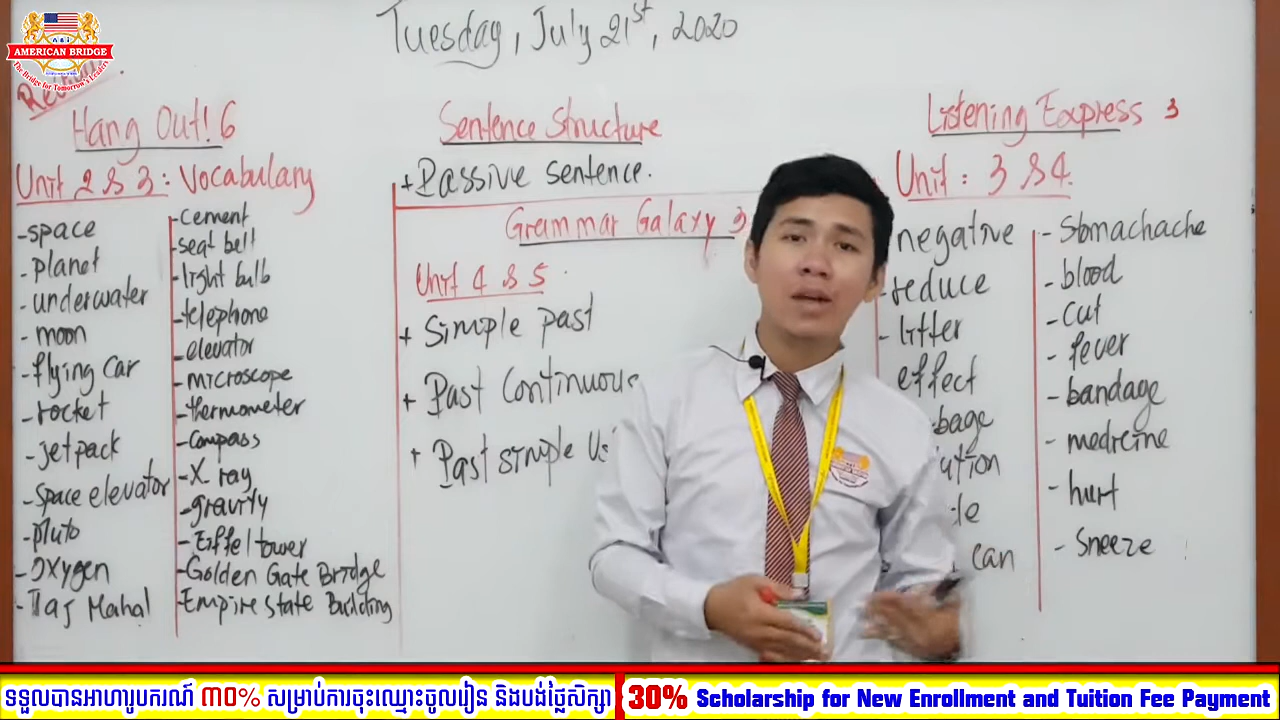 AMERICAN BRIDGE
The Bridge for Tomorrow's Leaders
Tuesday, July 21st, 2020
Hang Out! 6
Unit 2 & 3: Vocabulary
- space
- planet
- underwater
- moon
- flying car
- rocket
- jetpack
- space elevator
- pluto
- oxygen
- Taj Mahal
- cement
- seat belt
- light bulb
- telephone
- elevator
- microscope
- thermometer
- compass
- X ray
- gravity
- Eiffel tower
- Golden Gate Bridge
- Empire State Building
Sentence Structure
+ Passive sentence.
Grammar Galaxy 3
Unit 4 & 5
+ Simple past
+ Past Continuous
+ Past simple
Listening Express 3
Unit: 3 & 4.
negative
- reduce
- litter
effect
can
- Stomachache
- blood
- cut
- fever
- bandage
- medicine
- hurt
- Sneeze
ទទួលបានអាហារូបករណ៍ ៣០% សម្រាប់ការចុះឈ្មោះចូលរៀន និងបង់ថ្លៃសិក្សា
30% Scholarship for New Enrollment and Tuition Fee Payment